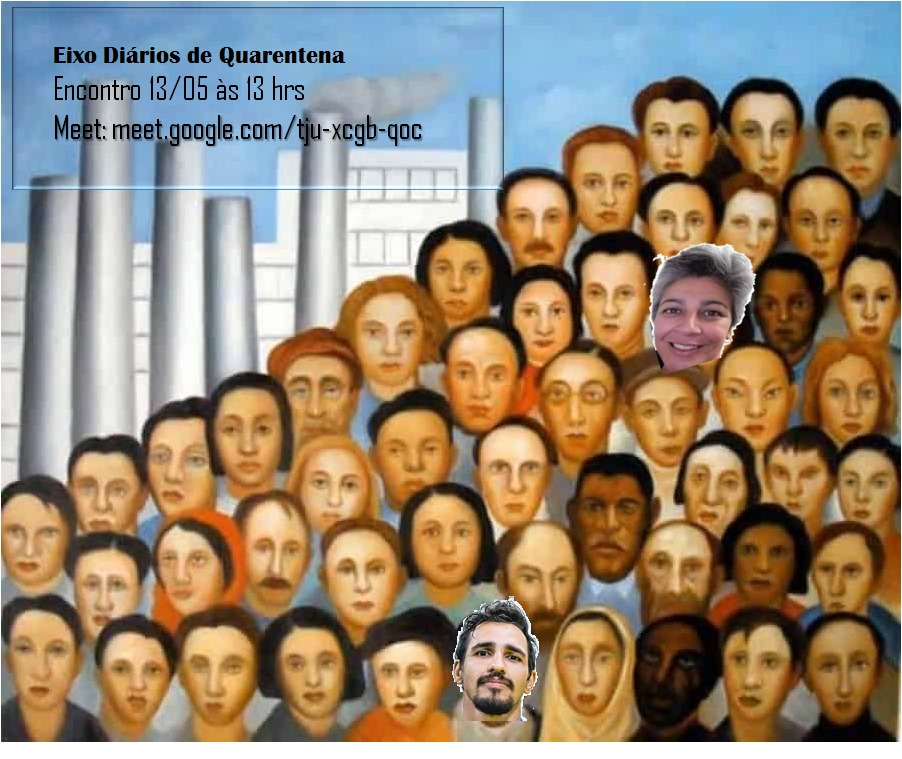 Eixo Diários de Quarentena
Encontro 13/05 às 13 hrs
Meet: meet.google.com/tju-xcgb-qoc